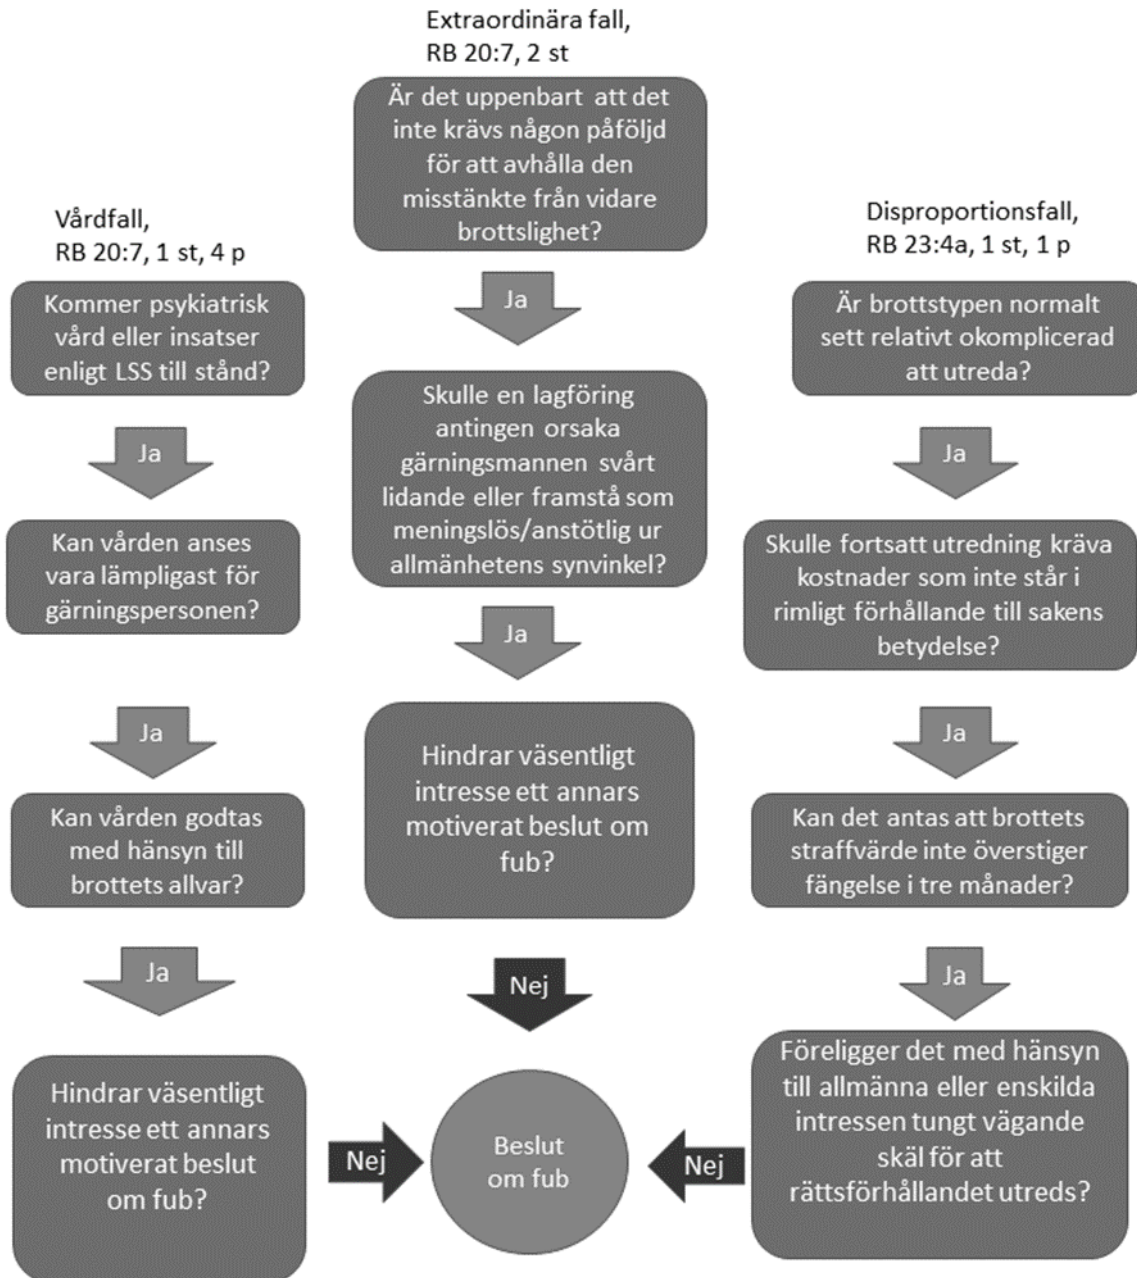 Extraordinära fall,
RB 20:7, 2 st
Är det uppenbart att det
inte krävs någon påföljd
för att avhålla den
misstänkte från vidare
brottslighet?
Ja
Skulle en lagföring
antingen orsaka
gärningsmannen svårt
lidande eller framstå som
meningslös/anstötlig ur
allmänhetens synvinkel?
Ja
Hindrar väsentligt
intresse ett annars
motiverat beslut om
fub?
Nej
Vårdfall,
RB 20:7, 1 st, 4 p
Kommer psykiatrisk
vård eller insatser
enligt LSS till stånd?
Ja
Kan vården anses
vara lämpligast för
gärningspersonen?
Ja
Kan vården godtas
med hänsyn till
brottets allvar?
Ja
Hindrar väsentligt
intresse ett annars
motiverat beslut
om fub?
Nej
Disproportionsfall,
RB 23:4a, 1 st, 1 p
Är brottstypen normalt
sett relativt okomplicerad
att utreda?
Ja
Skulle fortsatt utredning kräva
kostnader som inte står i
rimligt förhållande till sakens
betydelse?
Ja
Kan det antas att brottets
straffvärde inte överstiger
fängelse i tre månader?
Ja
Föreligger det med hänsyn
till allmänna eller enskilda
intressen tungt vägande
skäl för att
rättsförhållandet utreds?
Nej
Beslut
om fub